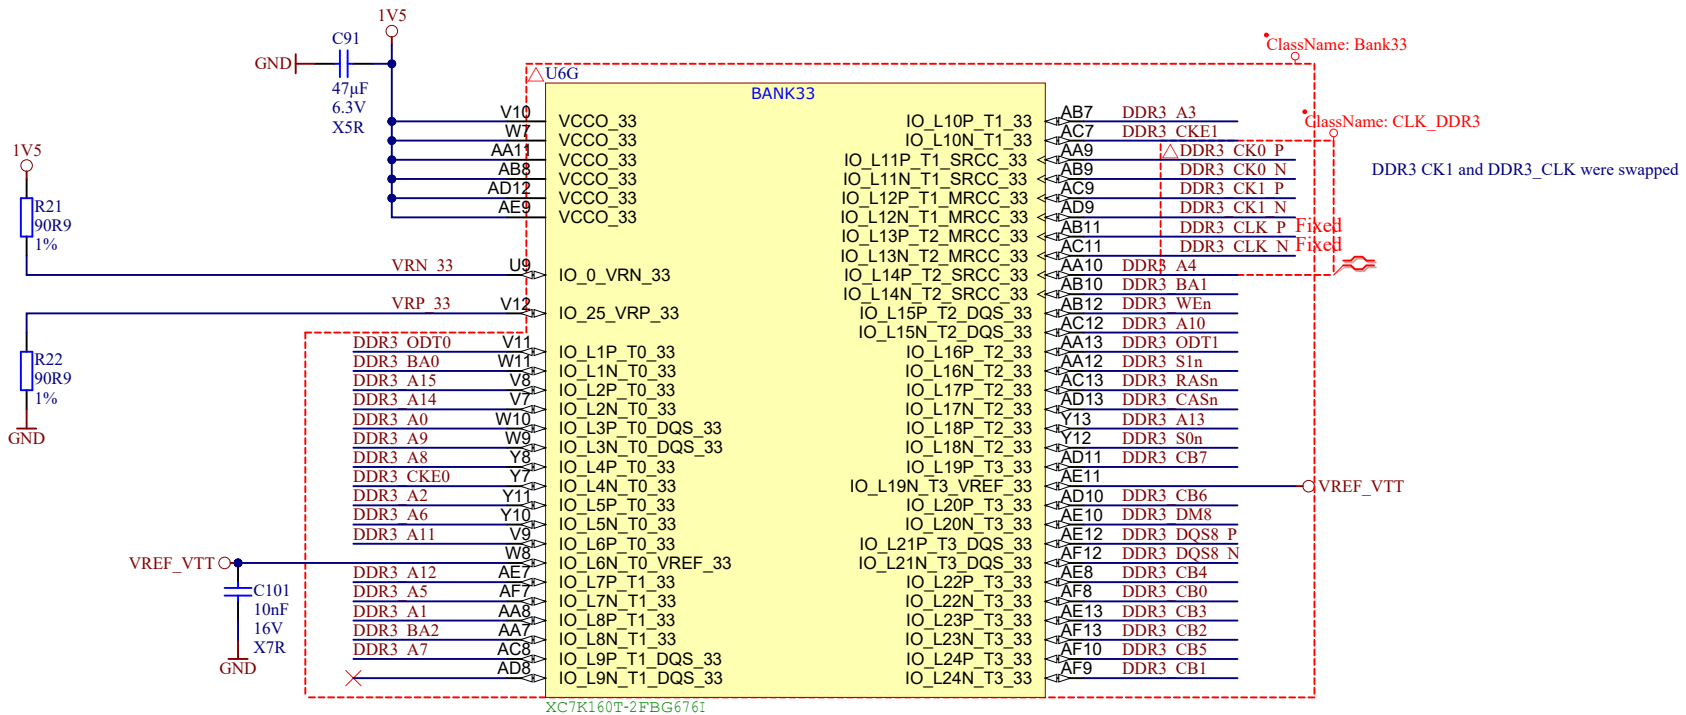 1V5
C91
GND
47µF
6.3V
X5R
1V5
R21
90R9
1%
VRN_33
VRP_33
R22
90R9
1%
GND
DDR3_ODT0
DDR3_BA0
DDR3_A15
DDR3_A14
DDR3_A0
DDR3_A9
DDR3_A8
DDR3_CKE0
DDR3_A2
DDR3_A6
DDR3_A11
VREF_VTT
C101
10nF
16V
X7R
GND
DDR3_A12
DDR3_A5
DDR3_A1
DDR3_BA2
DDR3_A7
U6G
BANK33
V10 VCCO_33
W7 VCCO_33
AA11 VCCO_33
AB8 VCCO_33
AD12 VCCO_33
AE9 VCCO_33
U9 IO_0_VRN_33
V12 IO_25_VRP_33
V11 IO_L1P_T0_33
W11 IO_L1N_T0_33
V8 IO_L2P_T0_33
V7 IO_L2N_T0_33
W10 IO_L3P_T0_DQS_33
W9 IO_L3N_T0_DQS_33
Y8 IO_L4P_T0_33
Y7 IO_L4N_T0_33
Y11 IO_L5P_T0_33
Y10 IO_L5N_T0_33
V9 IO_L6P_T0_33
W8 IO_L6N_T0_VREF_33
AE7 IO_L7P_T1_33
AF7 IO_L7N_T1_33
AA8 IO_L8P_T1_33
AA7 IO_L8N_T1_33
AC8 IO_L9P_T1_DQS_33
AD8 IO_L9N_T1_DQS_33
IO_L10P_T1_33 AB7 DDR3_A3
IO_L10N_T1_33 AC7 DDR3_CKE1
IO_L11P_T1_SRCC_33 AA9 DDR3_CK0_P
IO_L11N_T1_SRCC_33 AB9 DDR3_CK0_N
IO_L12P_T1_MRCC_33 AC9 DDR3_CK1_P
IO_L12N_T1_MRCC_33 AD9 DDR3_CK1_N
IO_L13P_T2_MRCC_33 AB11 DDR3_CLK_P Fixed
IO_L13N_T2_MRCC_33 AC11 DDR3_CLK_N Fixed
IO_L14P_T2_SRCC_33 AA10 DDR3_A4
IO_L14N_T2_SRCC_33 AB10 DDR3_BA1
IO_L15P_T2_DQS_33 AB12 DDR3_WEn
IO_L15N_T2_DQS_33 AC12 DDR3_A10
IO_L16P_T2_33 AA13 DDR3_ODT1
IO_L16N_T2_33 AA12 DDR3_S1n
IO_L17P_T2_33 AC13 DDR3_RASn
IO_L17N_T2_33 AD13 DDR3_CASn
IO_L18P_T2_33 Y13 DDR3_A13
IO_L18N_T2_33 Y12 DDR3_S0n
IO_L19P_T3_33 AD11 DDR3_CB7
IO_L19N_T3_VREF_33 AE11 VREF_VTT
IO_L20P_T3_33 AD10 DDR3_CB6
IO_L20N_T3_33 AE10 DDR3_DM8
IO_L21P_T3_DQS_33 AE12 DDR3_DQS8_P
IO_L21N_T3_DQS_33 AF12 DDR3_DQS8_N
IO_L22P_T3_33 AE8 DDR3_CB4
IO_L22N_T3_33 AF8 DDR3_CB0
IO_L23P_T3_33 AE13 DDR3_CB3
IO_L23N_T3_33 AF13 DDR3_CB2
IO_L24P_T3_33 AF10 DDR3_CB5
IO_L24N_T3_33 AF9 DDR3_CB1
XC7K160T-2FBG676I
ClassName: Bank33
ClassName: CLK_DDR3
DDR3 CK1 and DDR3_CLK were swapped